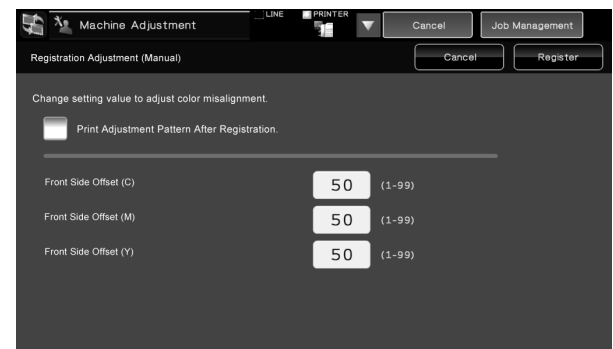 Machine Adjustment
LINE
PRINTER
Cancel
Job Management
Registration Adjustment (Manual)
Cancel
Register
Change setting value to adjust color misalignment.
Print Adjustment Pattern After Registration.
Front Side Offset (C) 50 (1-99)
Front Side Offset (M) 50 (1-99)
Front Side Offset (Y) 50 (1-99)